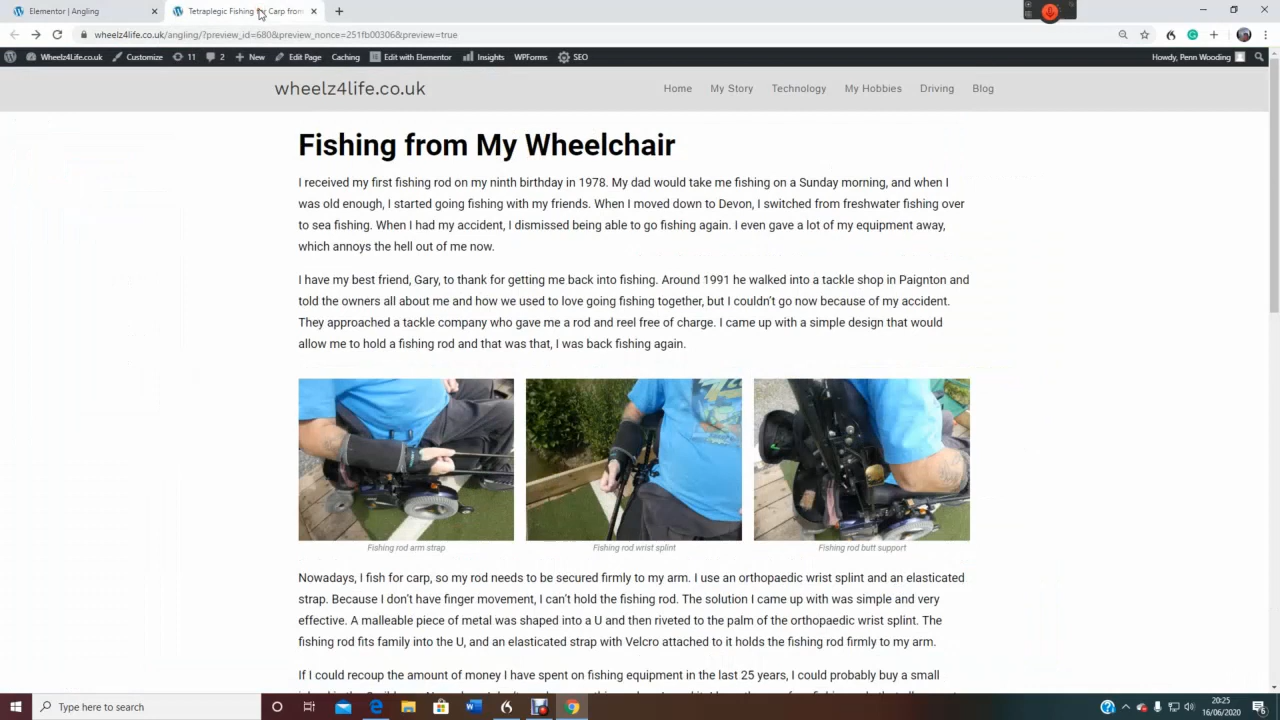 Elementor | Angling
Tetraplegic Fishing for Carp from
wheelz4life.co.uk/angling/?preview_id=680&preview_nonce=251fb00306&preview=true
Wheelz4Life.co.uk Customize 11 2 New Edit Page Caching Edit with Elementor Insights WPForms SEO Howdy, Penn Wooding
wheelz4life.co.uk
Home My Story Technology My Hobbies Driving Blog
Fishing from My Wheelchair
I received my first fishing rod on my ninth birthday in 1978. My dad would take me fishing on a Sunday morning, and when I
was old enough, I started going fishing with my friends. When I moved down to Devon, I switched from freshwater fishing over
to sea fishing. When I had my accident, I dismissed being able to go fishing again. I even gave a lot of my equipment away,
which annoys the hell out of me now.
I have my best friend, Gary, to thank for getting me back into fishing. Around 1991 he walked into a tackle shop in Paignton and
told the owners all about me and how we used to love going fishing together, but I couldn't go now because of my accident.
They approached a tackle company who gave me a rod and reel free of charge. I came up with a simple design that would
allow me to hold a fishing rod and that was that, I was back fishing again.
Fishing rod arm strap
Fishing rod wrist splint
Fishing rod butt support
Nowadays, I fish for carp, so my rod needs to be secured firmly to my arm. I use an orthopaedic wrist splint and an elasticated
strap. Because I don't have finger movement, I can't hold the fishing rod. The solution I came up with was simple and very
effective. A malleable piece of metal was shaped into a U and then riveted to the palm of the orthopaedic wrist splint. The
fishing rod fits family into the U, and an elasticated strap with Velcro attached to it holds the fishing rod firmly to my arm.
If I could recoup the amount of money I have spent on fishing equipment in the last 25 years, I could probably buy a small
Type here to search
20:25
16/06/2020
6